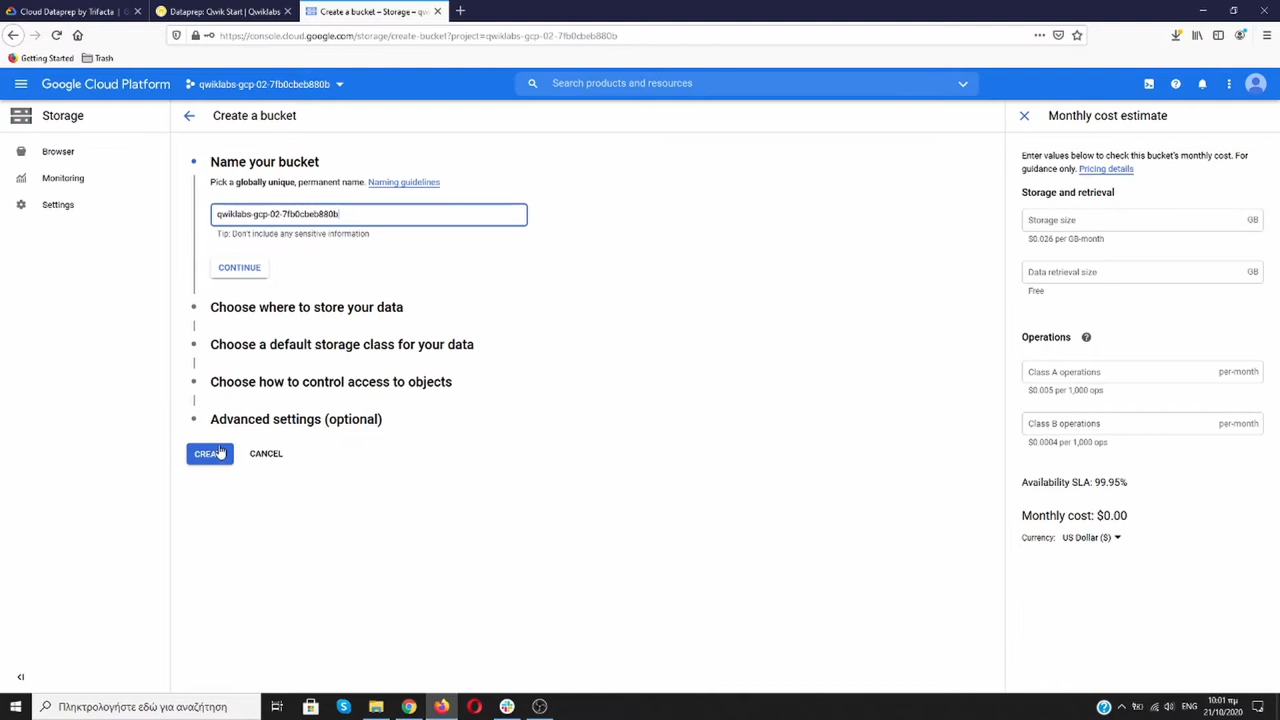 Cloud Dataprep by Trifacta |
Dataprep: Qwik Start | Qwiklabs
Create a bucket – Storage – qwi
https://console.cloud.google.com/storage/create-bucket?project=qwiklabs-gcp-02-7fb0cbeb880b
Getting Started
Trash
Google Cloud Platform
qwiklabs-gcp-02-7fb0cbeb880b
Search products and resources
Storage
Create a bucket
Monthly cost estimate
Browser
Monitoring
Settings
Name your bucket
Pick a globally unique, permanent name. Naming guidelines
qwiklabs-gcp-02-7fb0cbeb880b
Tip: Don't include any sensitive information
CONTINUE
Choose where to store your data
Choose a default storage class for your data
Choose how to control access to objects
Advanced settings (optional)
CREATE
CANCEL
Enter values below to check this bucket's monthly cost. For
guidance only. Pricing details
Storage and retrieval
Storage size GB
$0.026 per GB-month
Data retrieval size GB
Free
Operations
Class A operations per-month
$0.005 per 1,000 ops
Class B operations per-month
$0.0004 per 1,000 ops
Availability SLA: 99.95%
Monthly cost: $0.00
Currency: US Dollar ($)
Πληκτρολογήστε εδώ για αναζήτηση
ENG
10:01 πμ
21/10/2020